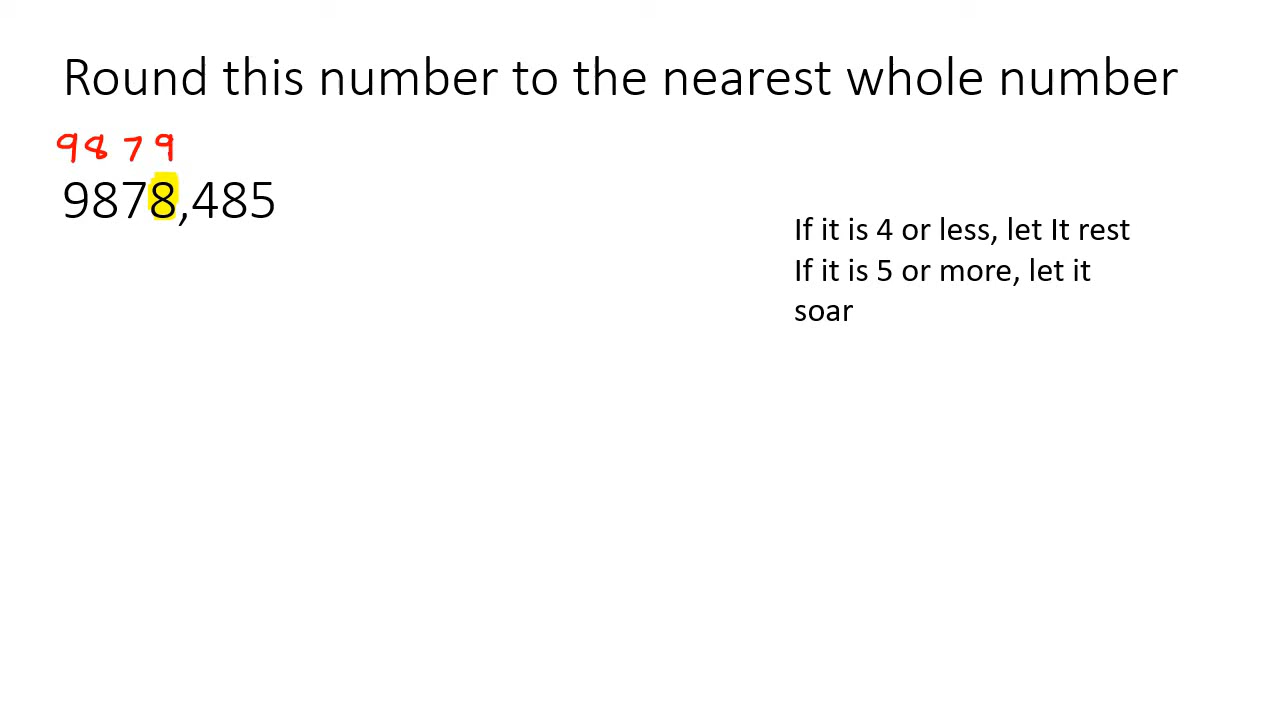 Round this number to the nearest whole number
9879
9878,485
If it is 4 or less, let It rest
If it is 5 or more, let it
soar